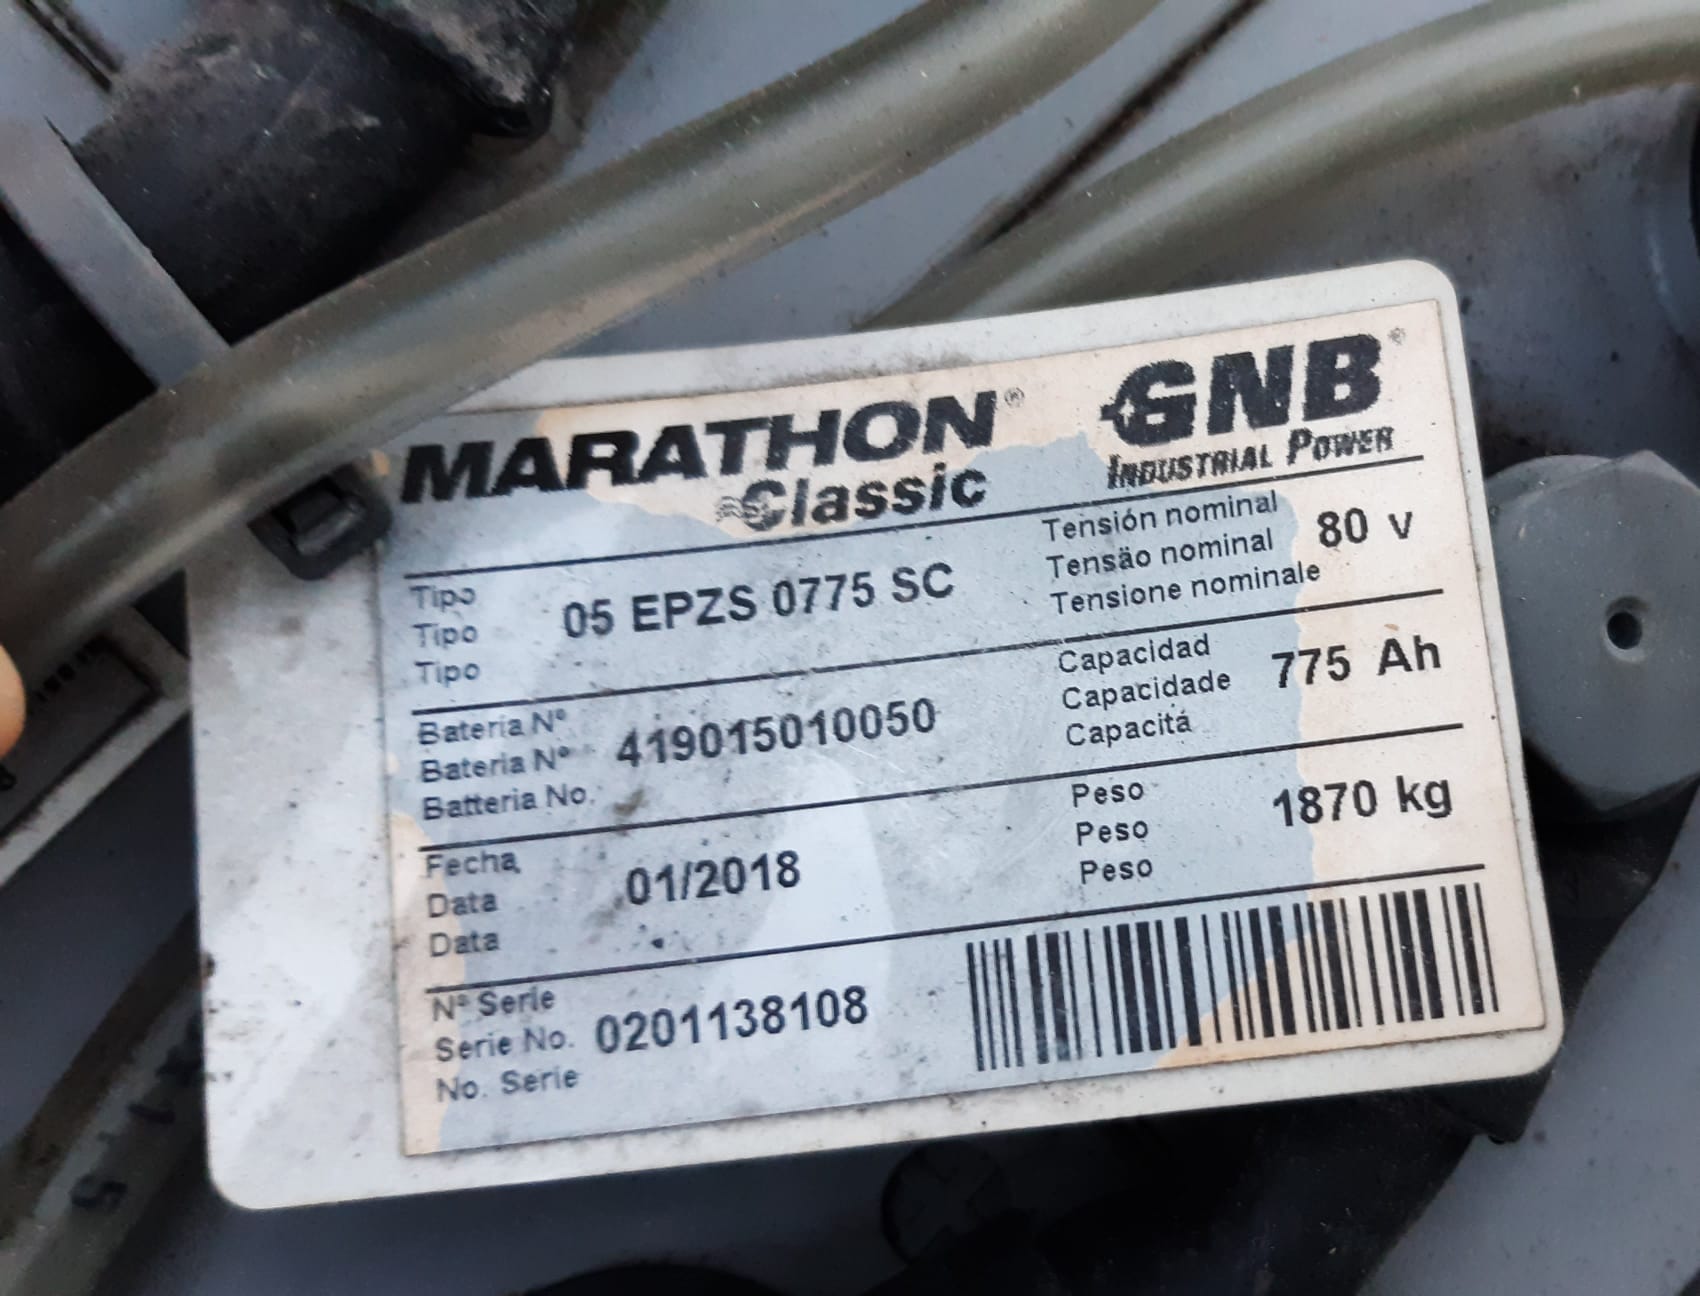 MARATHON®
Classic
GNB®
INDUSTRIAL POWER
Tipo
Tipo
Tipo
05 EPZS 0775 SC
Tensión nominal
Tensäo nominal
Tensione nominale
80 v
Bateria Nº
Bateria Nº
Batteria No.
419015010050
Capacidad
Capacidade
Capacitá
775 Ah
Fecha
Data
Data
01/2018
Peso
Peso
Peso
1870 kg
Nº Serie
Serie No.
No. Serie
0201138108